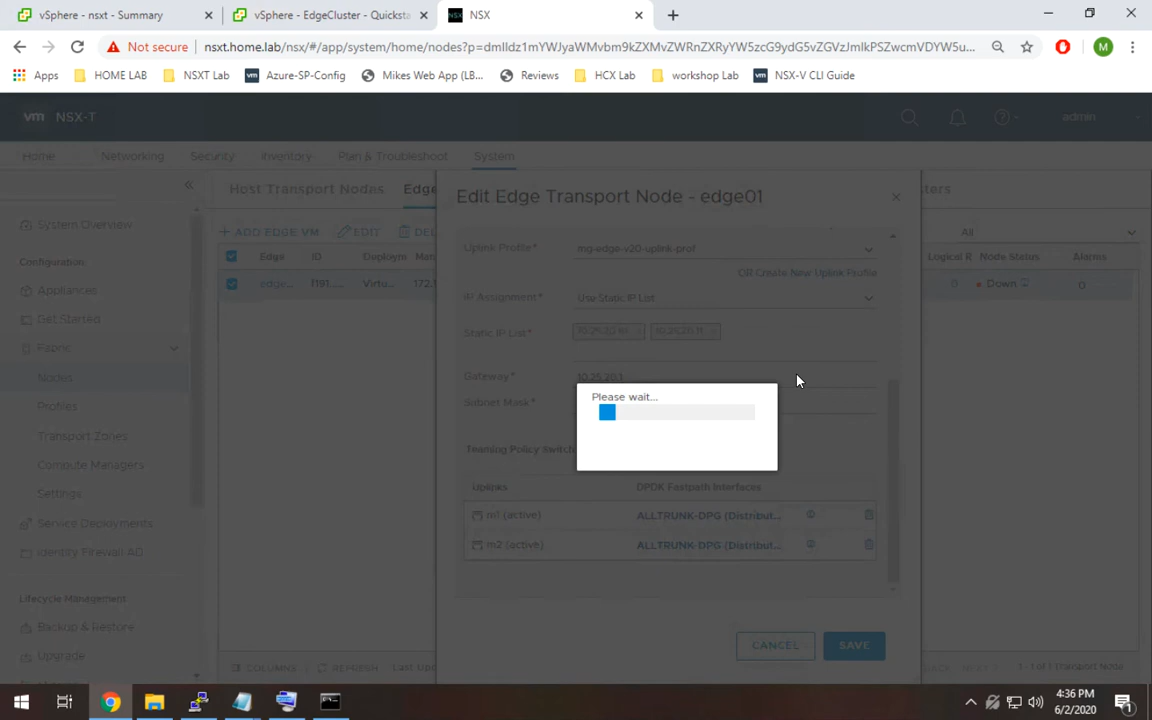 vSphere - nsxt - Summary
vSphere - EdgeCluster - Quicksta
NSX
Not secure
nsxt.home.lab/nsx/#/app/system/home/nodes?p=
Apps
HOME LAB
NSXT Lab
Azure-SP-Config
Mikes Web App (LB...
Reviews
HCX Lab
workshop Lab
vm NSX-V CLI Guide
M
vm NSX-T
admin
Home
Networking
Security
Inventory
Plan & Troubleshoot
System
System Overview
Configuration
Appliances
Get Started
Fabric
Nodes
Profiles
Transport Zones
Compute Managers
Settings
Service Deployments
Identity Firewall AD
Lifecycle Management
Backup & Restore
Upgrade
Host Transport Nodes
Edge
+ ADD EDGE VM
EDIT
DEL
All
Edge
ID
Deploym
Man
Logical R
Node Status
Alarms
edge...
f191...
Virtu...
172.1
0
Down
0
Edit Edge Transport Node - edge01
Uplink Profile*
mg-edge-v20-uplink-prof
OR Create New Uplink Profile
IP Assignment*
Use Static IP List
Static IP List*
Gateway*
10.25.20.1
Subnet Mask*
Please wait...
Teaming Policy Switch
Uplinks
DPDK Fastpath Interfaces
m1 (active)
ALLTRUNK-DPG (Distribut...
m2 (active)
ALLTRUNK-DPG (Distribut...
CANCEL
SAVE
COLUMNS
REFRESH
1 - 1 of 1 Transport Node
4:36 PM
6/2/2020
1